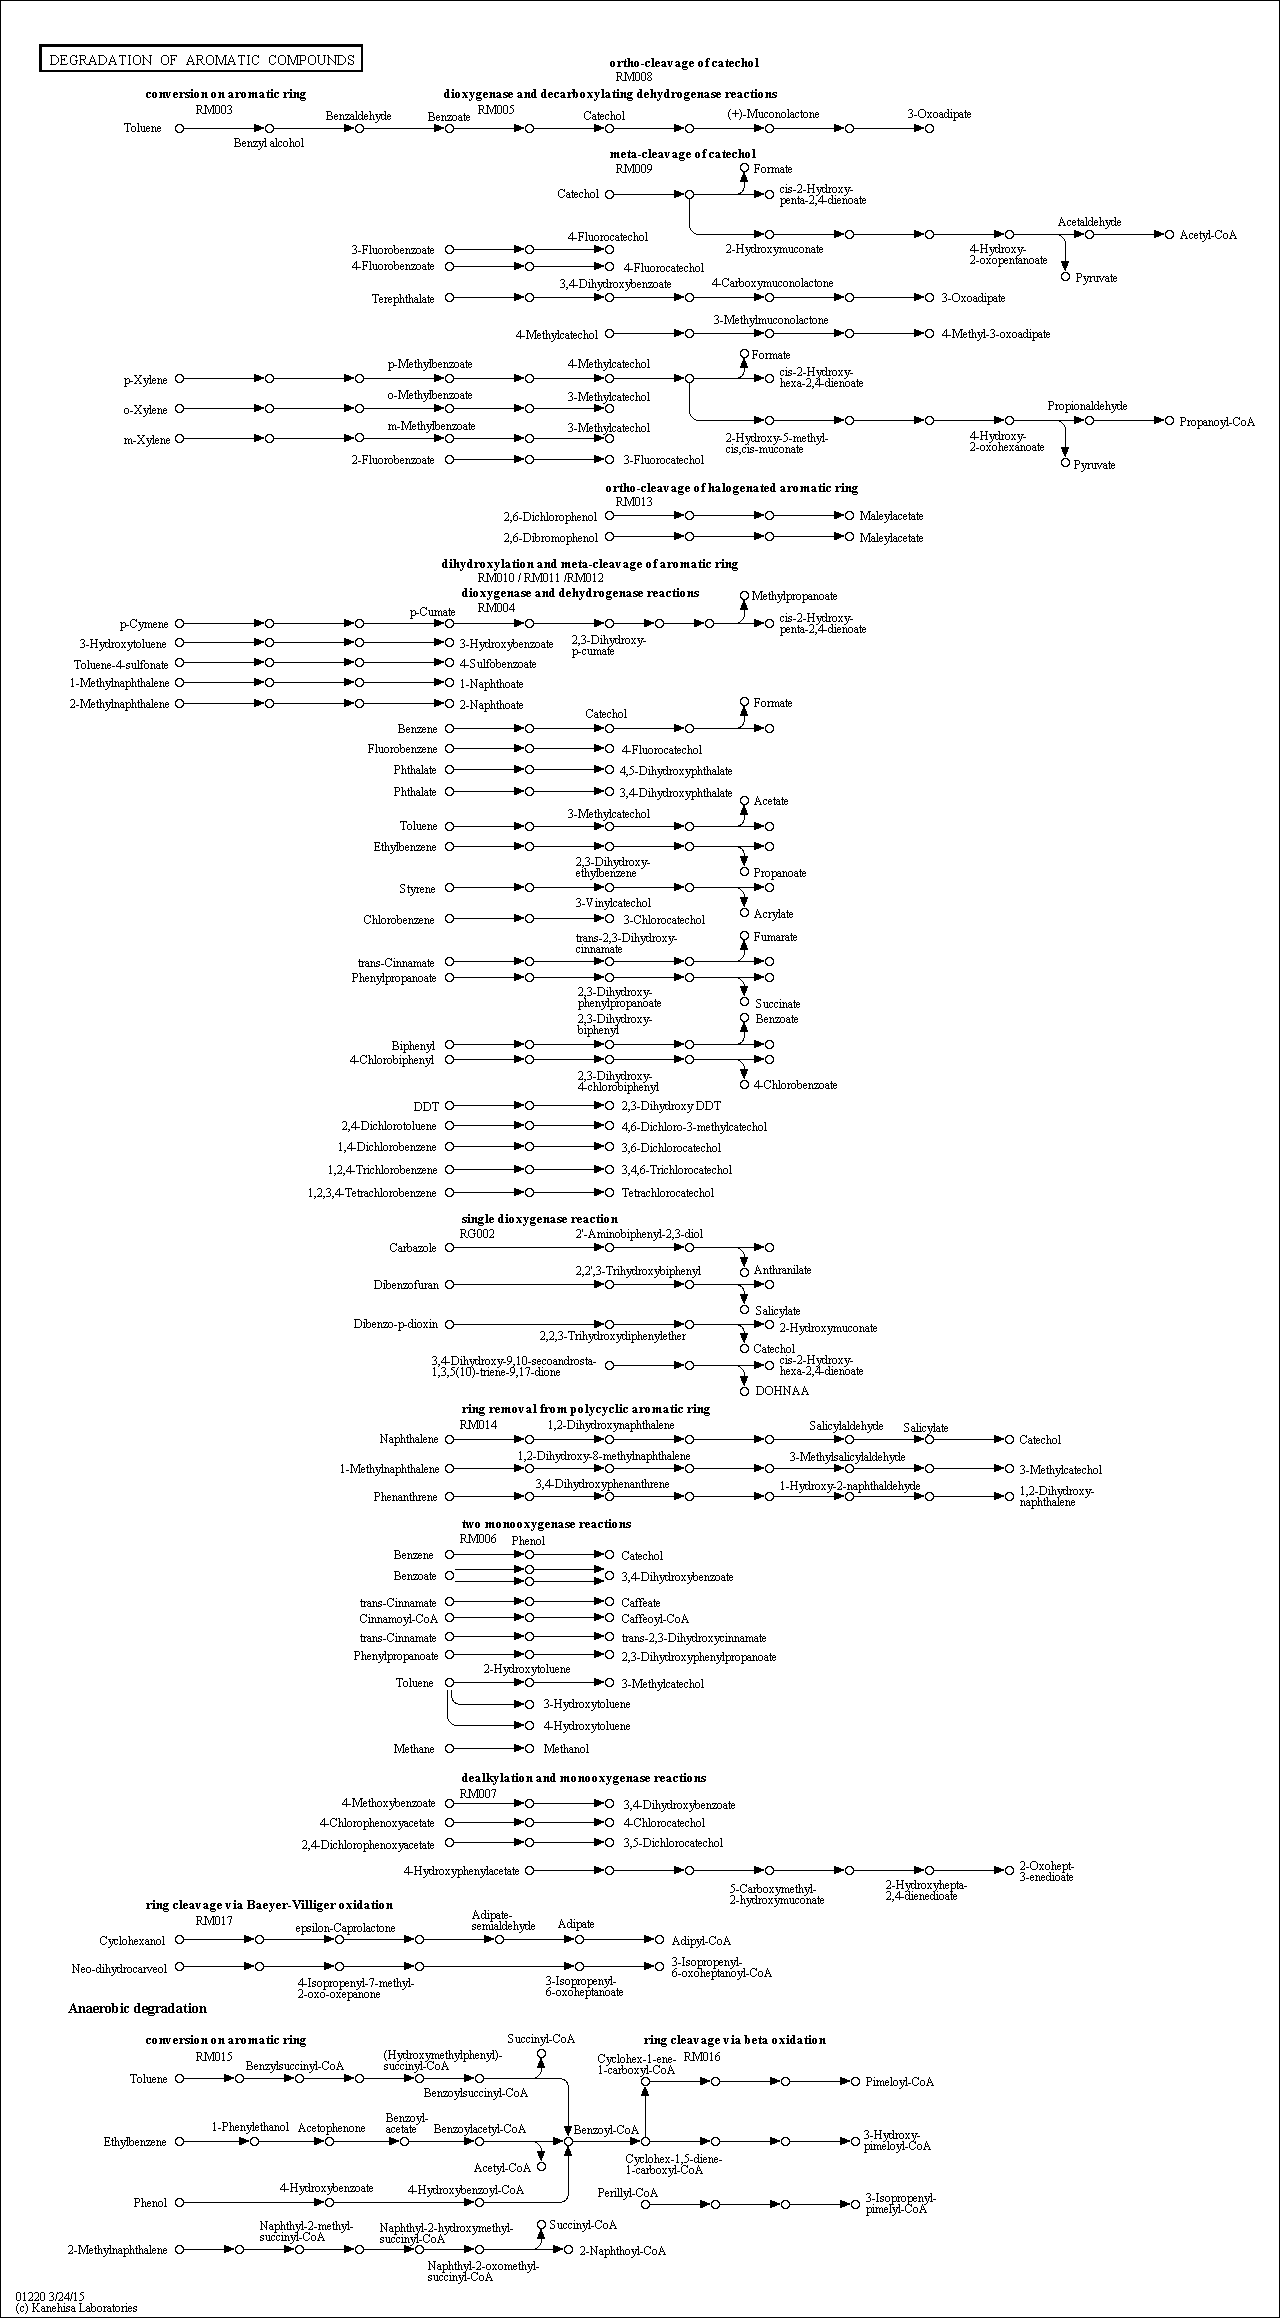 DEGRADATION OF AROMATIC COMPOUNDS
ortho-cleavage of catechol
RM008
conversion on aromatic ring
dioxygenase and decarboxylating dehydrogenase reactions
RM003
RM005
Toluene
Benzyl alcohol
Benzaldehyde
Benzoate
Catechol
(+)-Muconolactone
3-Oxoadipate
meta-cleavage of catechol
RM009
Formate
Catechol
cis-2-Hydroxy-
penta-2,4-dienoate
Acetaldehyde
Acetyl-CoA
4-Fluorocatechol
3-Fluorobenzoate
2-Hydroxymuconate
4-Hydroxy-
2-oxopentanoate
4-Fluorobenzoate
4-Fluorocatechol
Pyruvate
3,4-Dihydroxybenzoate
4-Carboxymuconolactone
Terephthalate
3-Oxoadipate
3-Methylmuconolactone
4-Methylcatechol
4-Methyl-3-oxoadipate
Formate
p-Methylbenzoate
4-Methylcatechol
p-Xylene
cis-2-Hydroxy-
hexa-2,4-dienoate
o-Methylbenzoate
3-Methylcatechol
o-Xylene
Propionaldehyde
Propanoyl-CoA
m-Methylbenzoate
3-Methylcatechol
m-Xylene
2-Hydroxy-5-methyl-
cis,cis-muconate
4-Hydroxy-
2-oxohexanoate
2-Fluorobenzoate
3-Fluorocatechol
Pyruvate
ortho-cleavage of halogenated aromatic ring
RM013
2,6-Dichlorophenol
Maleylacetate
2,6-Dibromophenol
Maleylacetate
dihydroxylation and meta-cleavage of aromatic ring
RM010 / RM011 /RM012
dioxygenase and dehydrogenase reactions
RM004
Methylpropanoate
p-Cumate
p-Cymene
cis-2-Hydroxy-
penta-2,4-dienoate
3-Hydroxytoluene
3-Hydroxybenzoate
2,3-Dihydroxy-
p-cumate
Toluene-4-sulfonate
4-Sulfobenzoate
1-Methylnaphthalene
1-Naphthoate
2-Methylnaphthalene
2-Naphthoate
Formate
Catechol
Benzene
Fluorobenzene
4-Fluorocatechol
Phthalate
4,5-Dihydroxyphthalate
Phthalate
3,4-Dihydroxyphthalate
Acetate
3-Methylcatechol
Toluene
Ethylbenzene
2,3-Dihydroxy-
ethylbenzene
Propanoate
Styrene
3-Vinylcatechol
Acrylate
Chlorobenzene
3-Chlorocatechol
trans-2,3-Dihydroxy-
cinnamate
Fumarate
trans-Cinnamate
Phenylpropanoate
2,3-Dihydroxy-
phenylpropanoate
Succinate
2,3-Dihydroxy-
biphenyl
Benzoate
Biphenyl
4-Chlorobiphenyl
2,3-Dihydroxy-
4-chlorobiphenyl
4-Chlorobenzoate
DDT
2,3-Dihydroxy DDT
2,4-Dichlorotoluene
4,6-Dichloro-3-methylcatechol
1,4-Dichlorobenzene
3,6-Dichlorocatechol
1,2,4-Trichlorobenzene
3,4,6-Trichlorocatechol
1,2,3,4-Tetrachlorobenzene
Tetrachlorocatechol
single dioxygenase reaction
RG002
2'-Aminobiphenyl-2,3-diol
Carbazole
Anthranilate
2,2',3-Trihydroxybiphenyl
Dibenzofuran
Salicylate
Dibenzo-p-dioxin
2-Hydroxymuconate
2,2,3-Trihydroxydiphenylether
Catechol
3,4-Dihydroxy-9,10-secoandrosta-
1,3,5(10)-triene-9,17-dione
cis-2-Hydroxy-
hexa-2,4-dienoate
DOHNAA
ring removal from polycyclic aromatic ring
RM014
1,2-Dihydroxynaphthalene
Salicylaldehyde
Salicylate
Naphthalene
Catechol
1,2-Dihydroxy-8-methylnaphthalene
3-Methylsalicylaldehyde
1-Methylnaphthalene
3-Methylcatechol
3,4-Dihydroxyphenanthrene
1-Hydroxy-2-naphthaldehyde
Phenanthrene
1,2-Dihydroxy-
naphthalene
two monooxygenase reactions
RM006
Phenol
Benzene
Catechol
Benzoate
3,4-Dihydroxybenzoate
trans-Cinnamate
Caffeate
Cinnamoyl-CoA
Caffeoyl-CoA
trans-Cinnamate
trans-2,3-Dihydroxycinnamate
Phenylpropanoate
2,3-Dihydroxyphenylpropanoate
2-Hydroxytoluene
Toluene
3-Methylcatechol
3-Hydroxytoluene
4-Hydroxytoluene
Methane
Methanol
dealkylation and monooxygenase reactions
RM007
4-Methoxybenzoate
3,4-Dihydroxybenzoate
4-Chlorophenoxyacetate
4-Chlorocatechol
2,4-Dichlorophenoxyacetate
3,5-Dichlorocatechol
4-Hydroxyphenylacetate
2-Oxohept-
3-enedioate
5-Carboxymethyl-
2-hydroxymuconate
2-Hydroxyhepta-
2,4-dienedioate
ring cleavage via Baeyer-Villiger oxidation
RM017
epsilon-Caprolactone
Adipate-
semialdehyde
Adipate
Cyclohexanol
Adipyl-CoA
Neo-dihydrocarveol
3-Isopropenyl-
6-oxoheptanoyl-CoA
4-Isopropenyl-7-methyl-
2-oxo-oxepanone
3-Isopropenyl-
6-oxoheptanoate
Anaerobic degradation
conversion on aromatic ring
Succinyl-CoA
ring cleavage via beta oxidation
RM015
Benzylsuccinyl-CoA
(Hydroxymethylphenyl)-
succinyl-CoA
Cyclohex-1-ene-
1-carboxyl-CoA
RM016
Toluene
Benzoylsuccinyl-CoA
Pimeloyl-CoA
1-Phenylethanol
Acetophenone
Benzoyl-
acetate
Benzoylacetyl-CoA
Benzoyl-CoA
Ethylbenzene
3-Hydroxy-
pimeloyl-CoA
Acetyl-CoA
Cyclohex-1,5-diene-
1-carboxyl-CoA
4-Hydroxybenzoate
4-Hydroxybenzoyl-CoA
Perillyl-CoA
Phenol
3-Isopropenyl-
pimelyl-CoA
Naphthyl-2-methyl-
succinyl-CoA
Naphthyl-2-hydroxymethyl-
succinyl-CoA
Succinyl-CoA
2-Methylnaphthalene
2-Naphthoyl-CoA
Naphthyl-2-oxomethyl-
succinyl-CoA
01220 3/24/15
(c) Kanehisa Laboratories